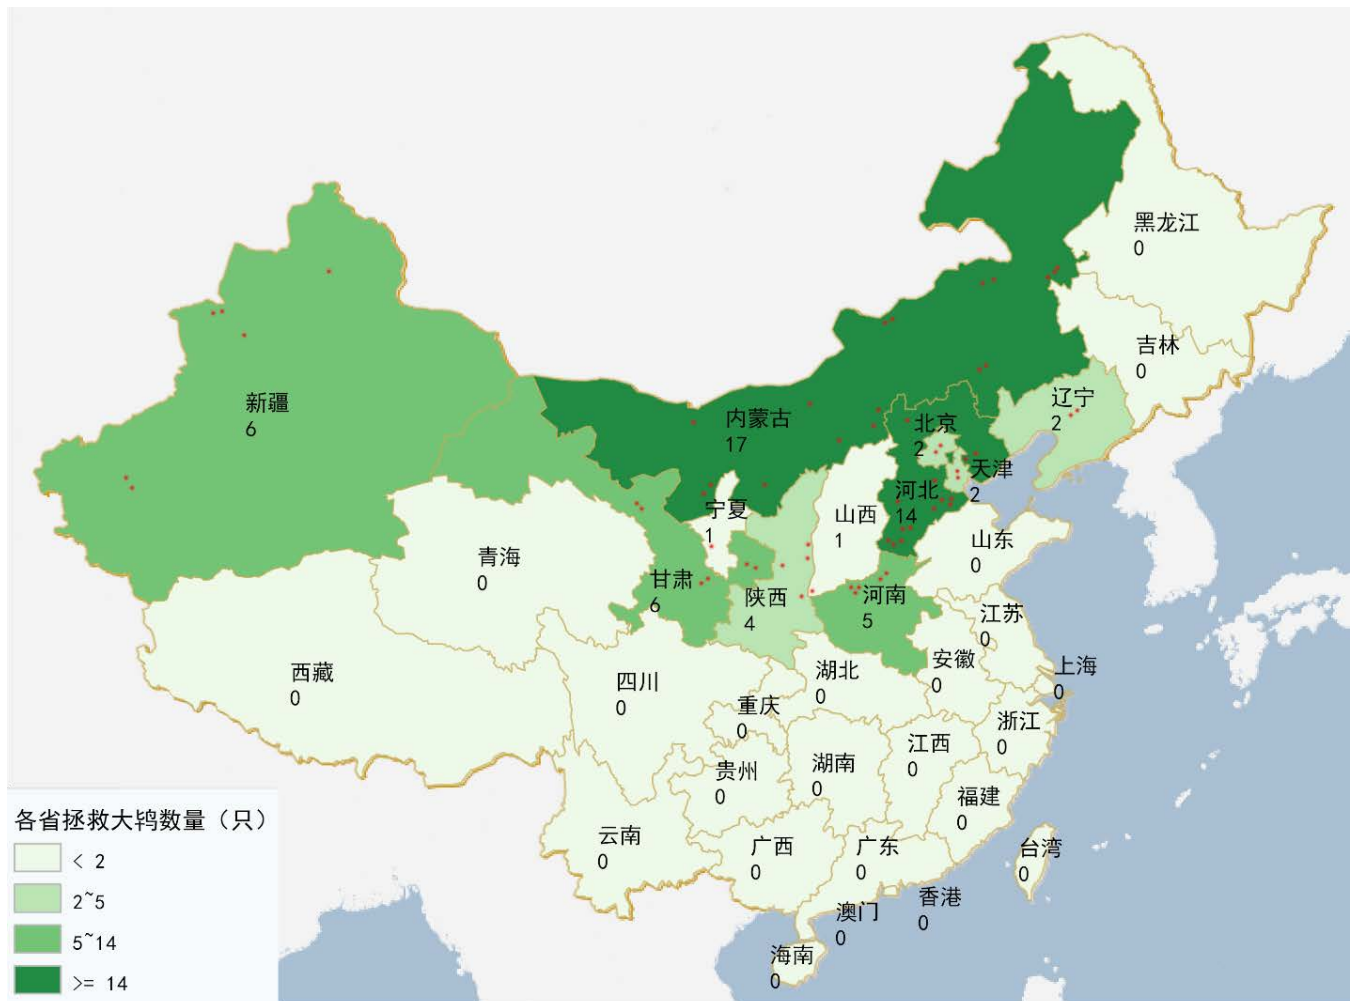 黑龙江
0
吉林
0
辽宁
2
新疆
6
内蒙古
17
北京
2
天津
2
河北
14
宁夏
1
山西
1
山东
0
青海
0
甘肃
6
陕西
4
河南
5
江苏
0
西藏
0
四川
0
湖北
0
安徽
0
上海
0
重庆
0
浙江
0
贵州
0
湖南
0
江西
0
福建
0
云南
0
广西
0
广东
0
台湾
0
香港
0
澳门
0
海南
0
各省拯救大鸨数量（只）
< 2
2~5
5~14
>= 14